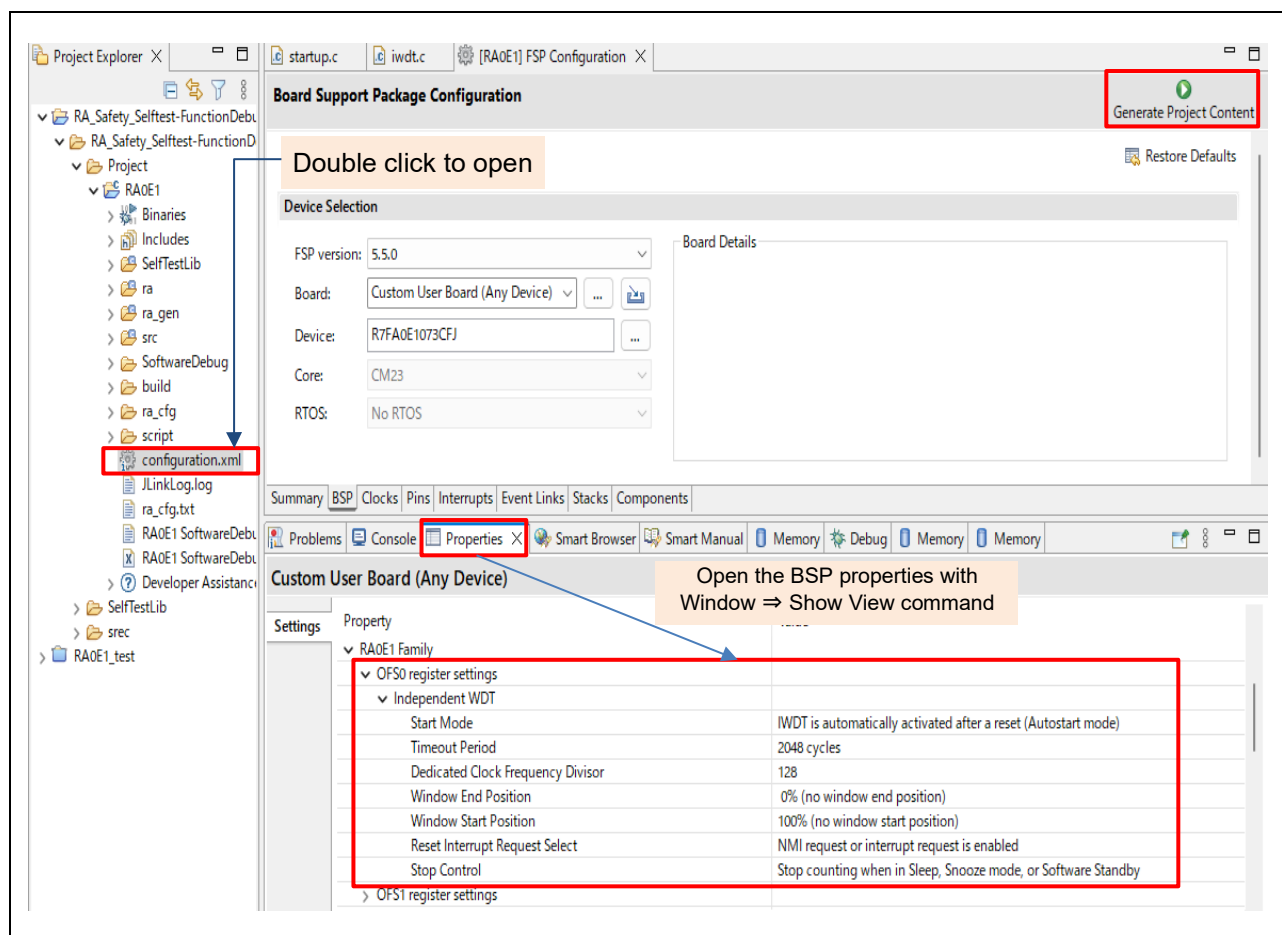 Project Explorer
startup.c
iwdt.c
[RA0E1] FSP Configuration
RA_Safety_Selftest-FunctionDebu
RA_Safety_Selftest-FunctionD
Project
RA0E1
Binaries
Includes
SelfTestLib
ra
ra_gen
src
SoftwareDebug
build
ra_cfg
script
configuration.xml
JLinkLog.log
ra_cfg.txt
RA0E1 SoftwareDebu
RA0E1 SoftwareDebu
Developer Assistance
SelfTestLib
srec
RA0E1_test
Double click to open
Board Support Package Configuration
Generate Project Content
Restore Defaults
Device Selection
FSP version: 5.5.0
Board: Custom User Board (Any Device) ...
Device: R7FA0E1073CFJ ...
Core: CM23
RTOS: No RTOS
Board Details
Summary BSP Clocks Pins Interrupts Event Links Stacks Components
Problems Console Properties Smart Browser Smart Manual Memory Debug Memory Memory
Custom User Board (Any Device)
Open the BSP properties with
Window ⇒ Show View command
Settings
Property
RA0E1 Family
OFS0 register settings
Independent WDT
Start Mode IWDT is automatically activated after a reset (Autostart mode)
Timeout Period 2048 cycles
Dedicated Clock Frequency Divisor 128
Window End Position 0% (no window end position)
Window Start Position 100% (no window start position)
Reset Interrupt Request Select NMI request or interrupt request is enabled
Stop Control Stop counting when in Sleep, Snooze mode, or Software Standby
OFS1 register settings